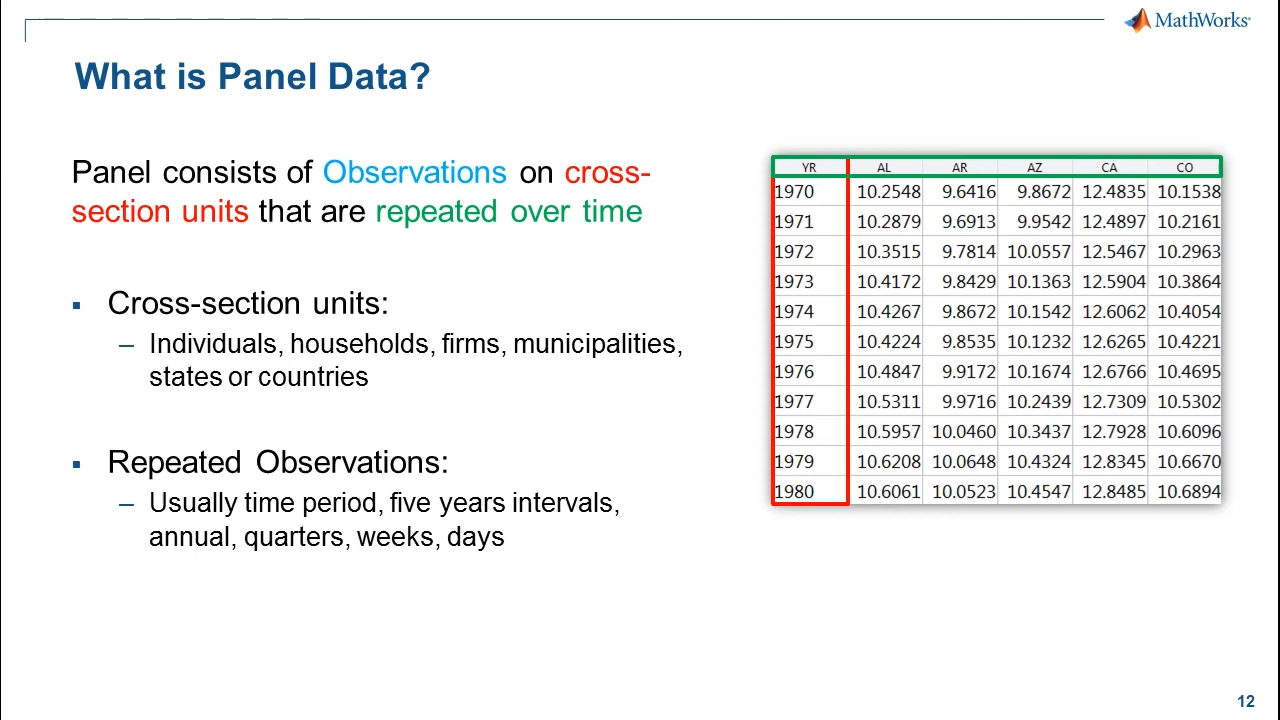 MathWorks®
What is Panel Data?
Panel consists of Observations on cross-
section units that are repeated over time
▪ Cross-section units:
– Individuals, households, firms, municipalities,
states or countries
▪ Repeated Observations:
– Usually time period, five years intervals,
annual, quarters, weeks, days
YR AL AR AZ CA CO
1970 10.2548 9.6416 9.8672 12.4835 10.1538
1971 10.2879 9.6913 9.9542 12.4897 10.2161
1972 10.3515 9.7814 10.0557 12.5467 10.2963
1973 10.4172 9.8429 10.1363 12.5904 10.3864
1974 10.4267 9.8672 10.1542 12.6062 10.4054
1975 10.4224 9.8535 10.1232 12.6265 10.4221
1976 10.4847 9.9172 10.1674 12.6766 10.4695
1977 10.5311 9.9716 10.2439 12.7309 10.5302
1978 10.5957 10.0460 10.3437 12.7928 10.6096
1979 10.6208 10.0648 10.4324 12.8345 10.6670
1980 10.6061 10.0523 10.4547 12.8485 10.6894
12